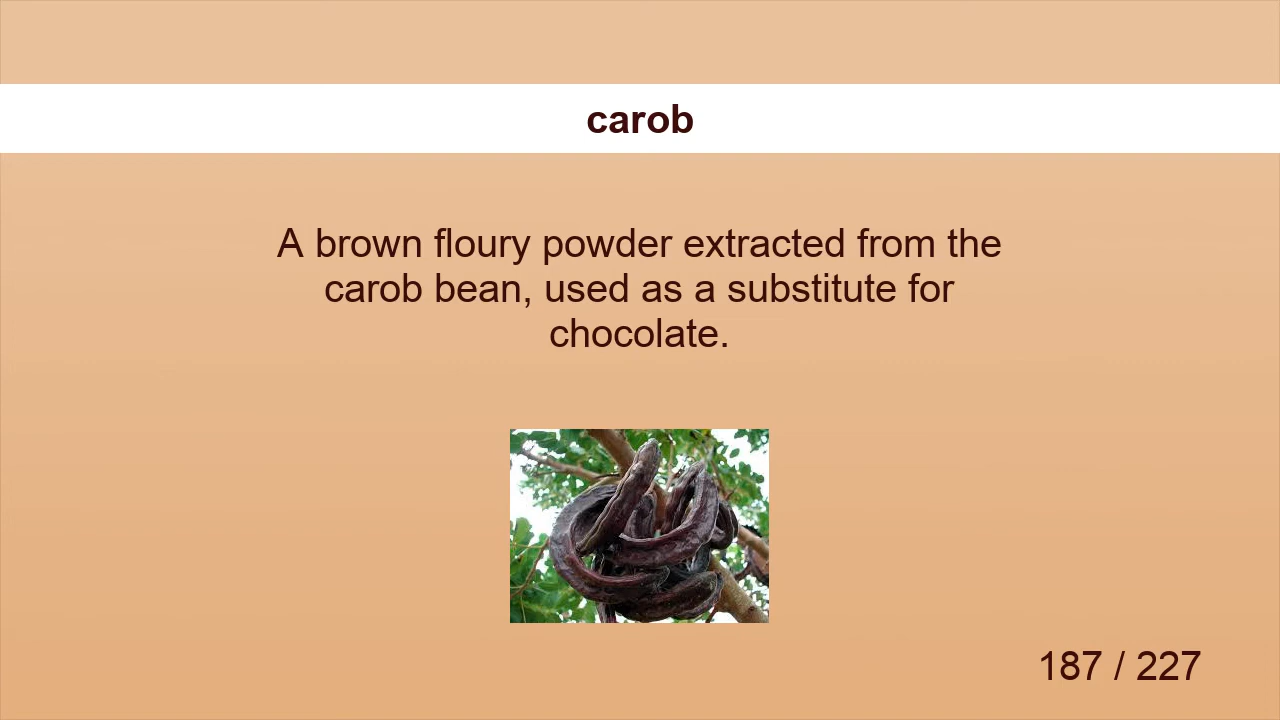 carob
A brown floury powder extracted from the
carob bean, used as a substitute for
chocolate.
187 / 227